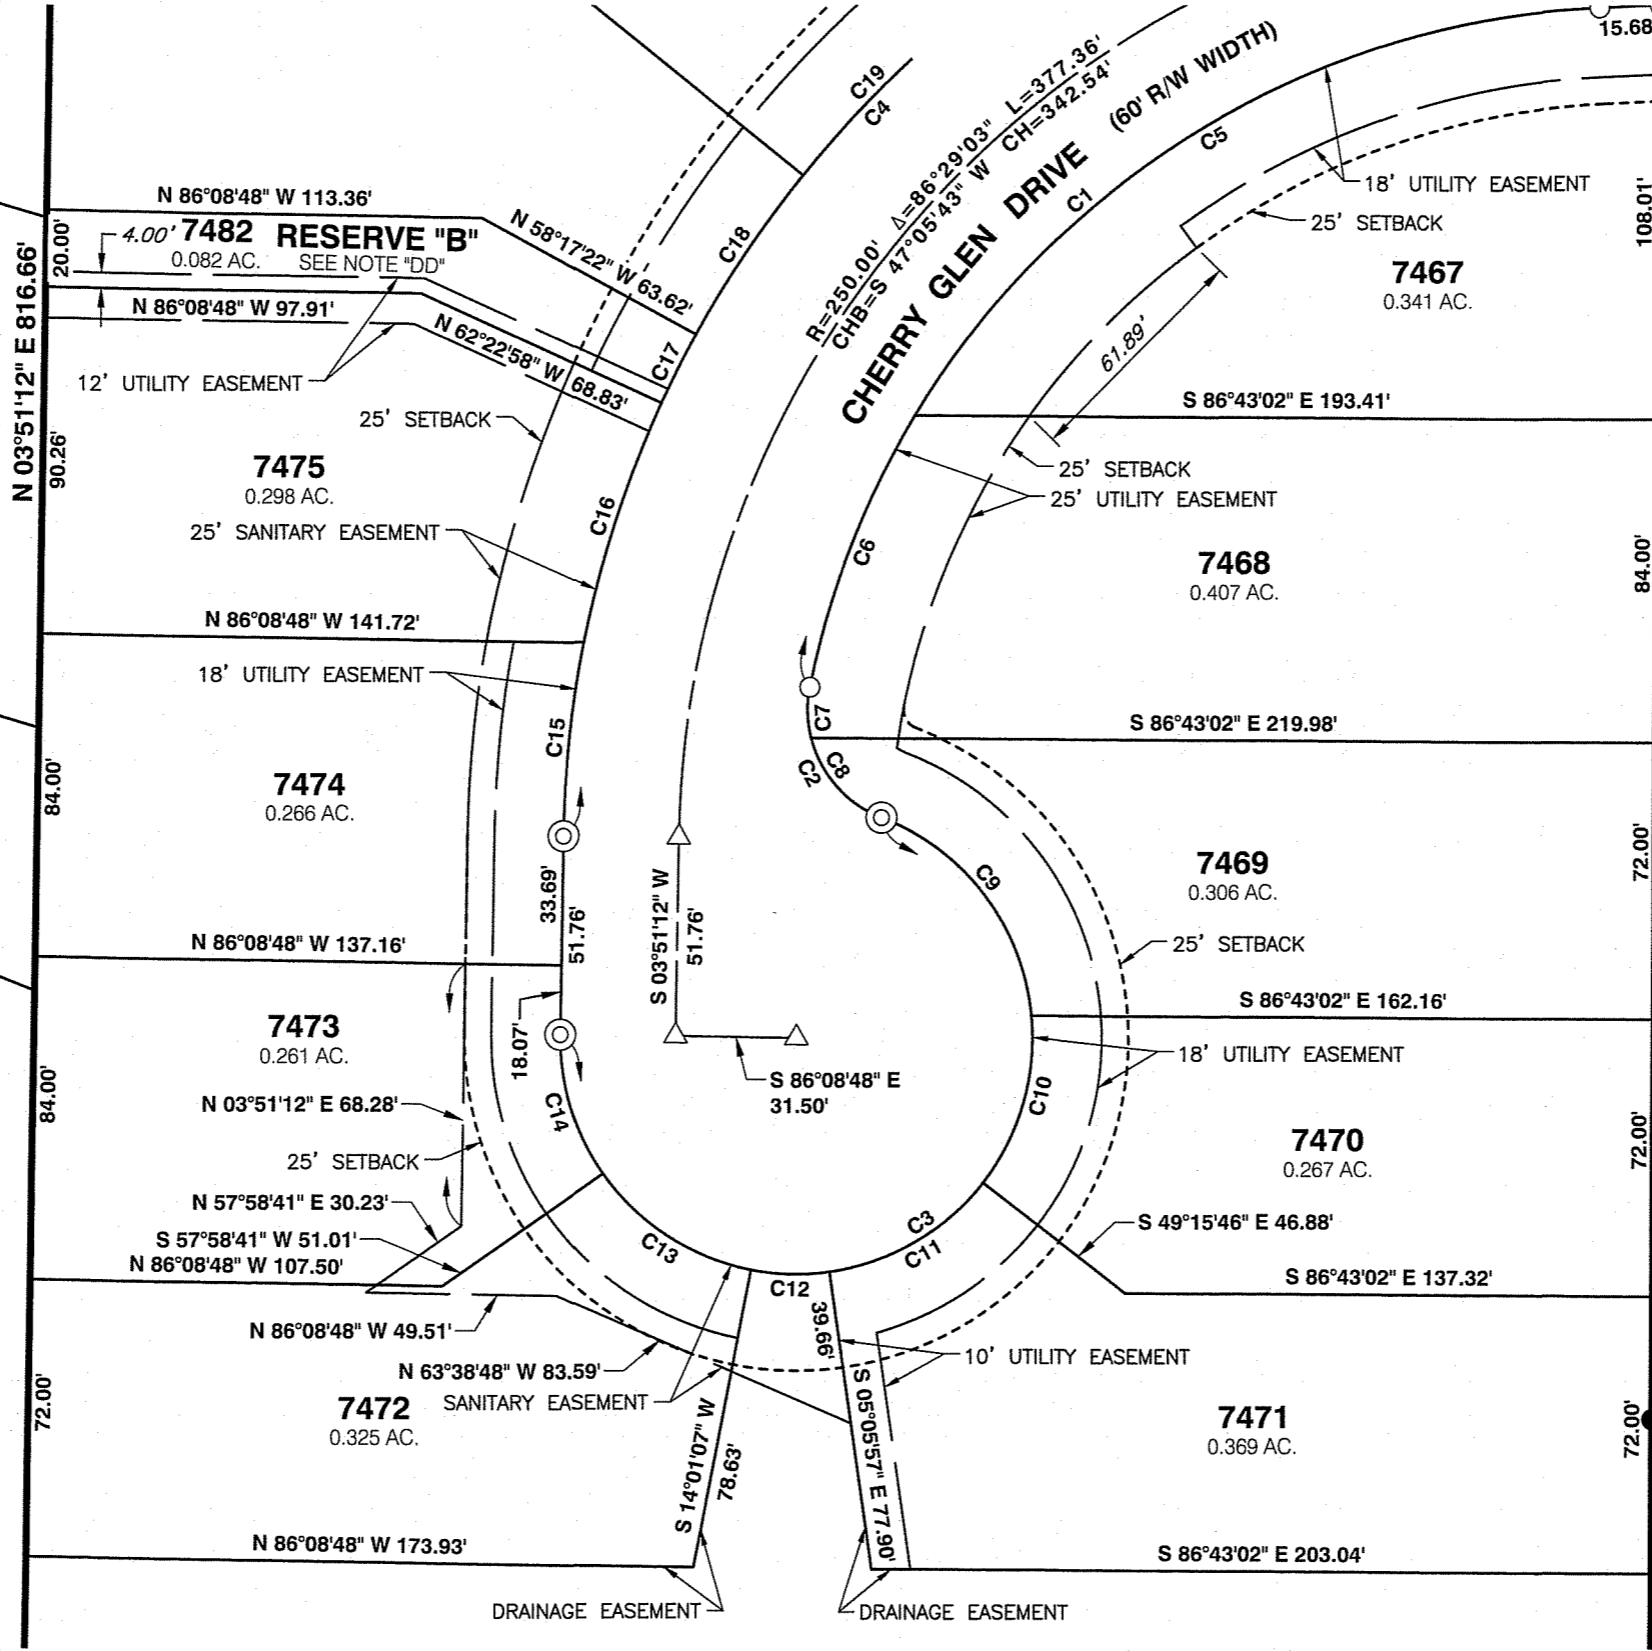 15.68
C19
C4
R=250.00' Δ=86°29'03" L=377.36'
CHB=S 47°05'43" W CH=342.54'
CHERRY GLEN DRIVE (60' R/W WIDTH)
C5
C1
18' UTILITY EASEMENT
25' SETBACK
108.01'
7467
0.341 AC.
61.89'
N 86°08'48" W 113.36'
N 58°17'22" W 63.62'
C18
4.00'
7482 RESERVE "B"
0.082 AC. SEE NOTE "DD"
20.00'
N 03°51'12" E 816.66'
N 86°08'48" W 97.91'
N 62°22'58" W 68.83'
C17
12' UTILITY EASEMENT
25' SETBACK
90.26'
7475
0.298 AC.
C16
25' SANITARY EASEMENT
S 86°43'02" E 193.41'
25' SETBACK
25' UTILITY EASEMENT
C6
7468
0.407 AC.
84.00'
N 86°08'48" W 141.72'
18' UTILITY EASEMENT
C15
C7
S 86°43'02" E 219.98'
C8
C2
84.00'
7474
0.266 AC.
7469
0.306 AC.
72.00'
C9
33.69'
51.76'
S 03°51'12" W
51.76'
N 86°08'48" W 137.16'
25' SETBACK
S 86°43'02" E 162.16'
7473
0.261 AC.
18.07'
18' UTILITY EASEMENT
S 86°08'48" E
31.50'
84.00'
N 03°51'12" E 68.28'
C14
C10
7470
0.267 AC.
72.00'
25' SETBACK
N 57°58'41" E 30.23'
S 57°58'41" W 51.01'
N 86°08'48" W 107.50'
C13
C3
C11
C12
S 49°15'46" E 46.88'
S 86°43'02" E 137.32'
39.66'
N 86°08'48" W 49.51'
N 63°38'48" W 83.59'
10' UTILITY EASEMENT
SANITARY EASEMENT
72.00'
7472
0.325 AC.
S 14°01'07" W
78.63'
S 05°05'57" E 77.90'
7471
0.369 AC.
72.00'
N 86°08'48" W 173.93'
S 86°43'02" E 203.04'
DRAINAGE EASEMENT
DRAINAGE EASEMENT